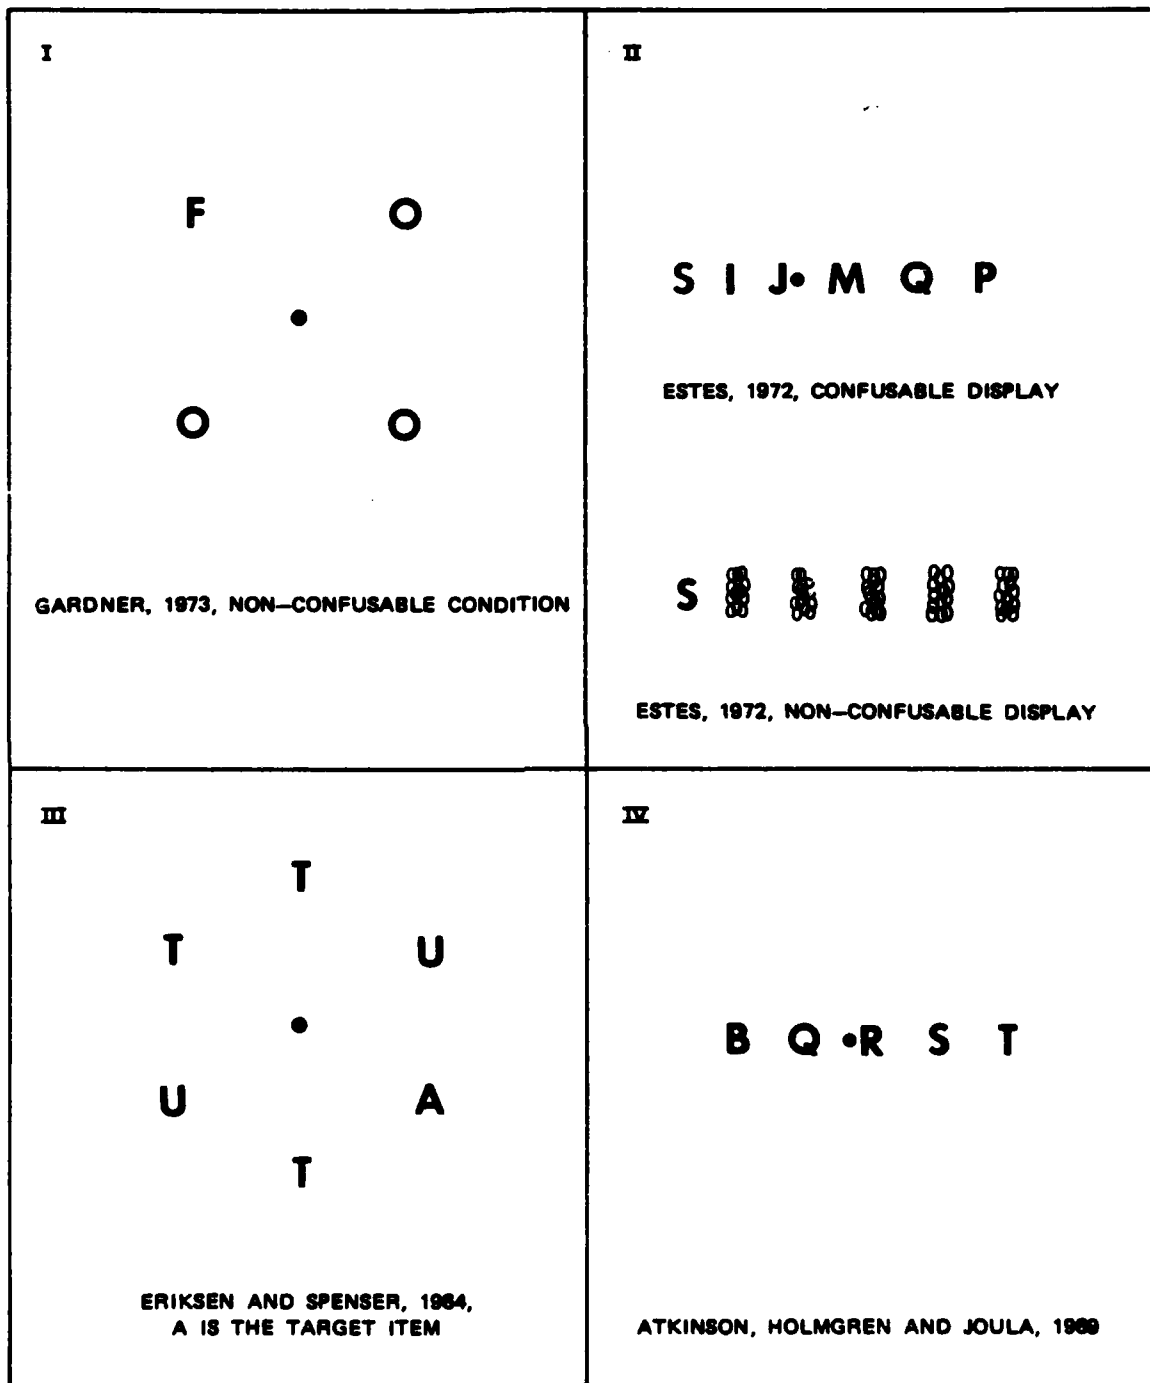 I
F O
O O
GARDNER, 1973, NON—CONFUSABLE CONDITION
II
S I J•M Q P
ESTES, 1972, CONFUSABLE DISPLAY
S
ESTES, 1972, NON—CONFUSABLE DISPLAY
III
T
T U
U A
T
ERIKSEN AND SPENSER, 1964,
A IS THE TARGET ITEM
IV
B Q •R S T
ATKINSON, HOLMGREN AND JOULA, 1969